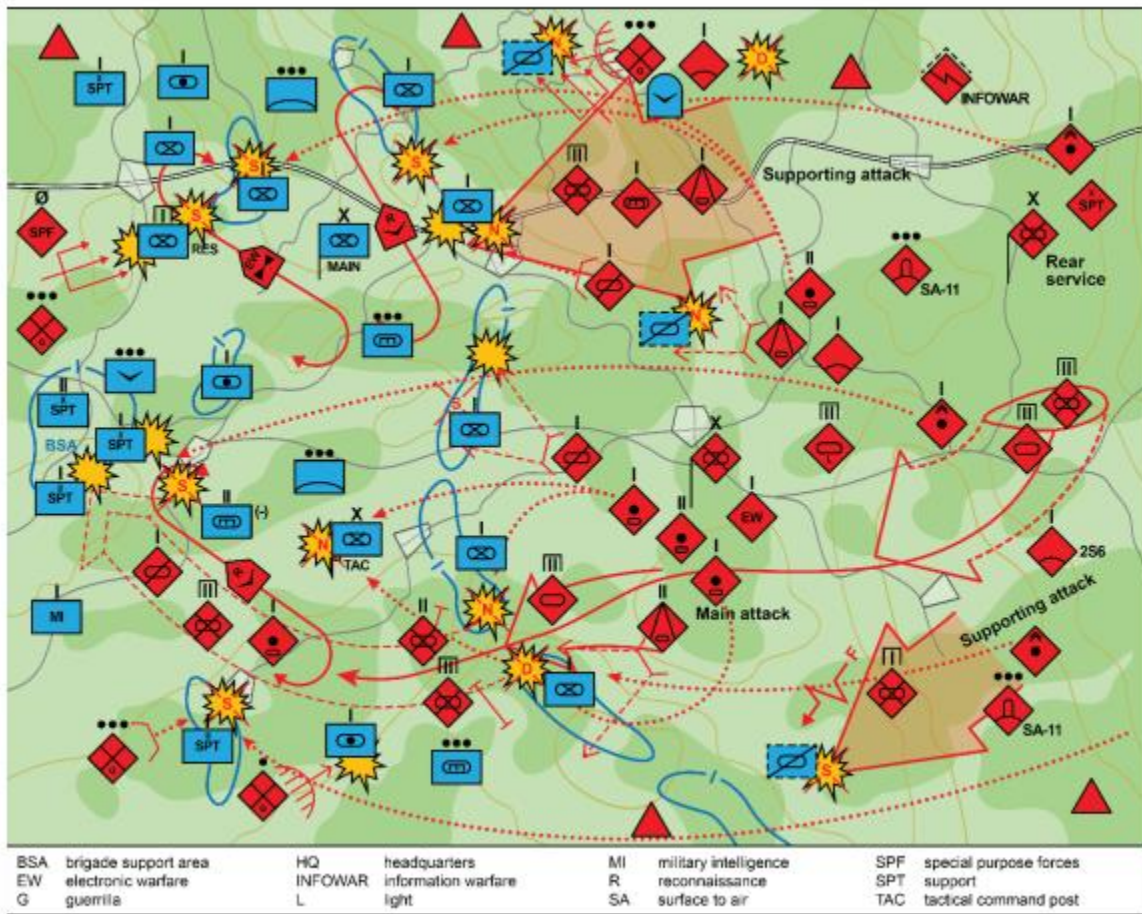 SPT
N
D
INFOWAR
S
S
Supporting attack
SPF
S
RES
X
MAIN
R
EW
N
N
SA-11
X
SPT
Rear service
SPT
BSA
SPT
SPT
S
S
X
EW
(-)
N
X
TAC
2S6
MI
R
N
Main attack
Supporting attack
D
F
S
SPT
S
SA-11
BSA brigade support area HQ headquarters MI military intelligence SPF special purpose forces
EW electronic warfare INFOWAR information warfare R reconnaissance SPT support
G guerrilla L light SA surface to air TAC tactical command post